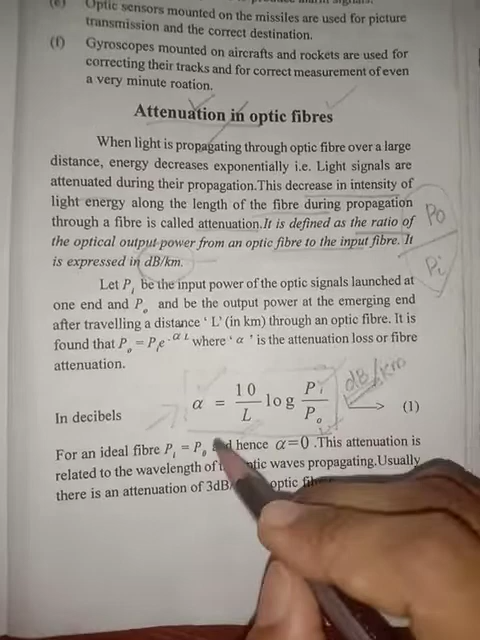 (e) Optic sensors mounted on the missiles are used for picture
transmission and the correct destination.
(f) Gyroscopes mounted on aircrafts and rockets are used for
correcting their tracks and for correct measurement of even
a very minute roation.
Attenuation in optic fibres
When light is propagating through optic fibre over a large
distance, energy decreases exponentially i.e. Light signals are
attenuated during their propagation.This decrease in intensity of
light energy along the length of the fibre during propagation
through a fibre is called attenuation.It is defined as the ratio of
the optical output power from an optic fibre to the input fibre. It
is expressed in dB/km.
Po
Pi
Let P_i be the input power of the optic signals launched at
one end and P_o and be the output power at the emerging end
after travelling a distance ' L' (in km) through an optic fibre. It is
found that P_o = P_i e^{-α L} where ' α ' is the attenuation loss or fibre
attenuation.
dB/km
In decibels α = 10/L log P_i/P_o (1)
For an ideal fibre P_i = P_o and hence α=0 .This attenuation is
related to the wavelength of optic waves propagating.Usually
there is an attenuation of 3dB/ optic